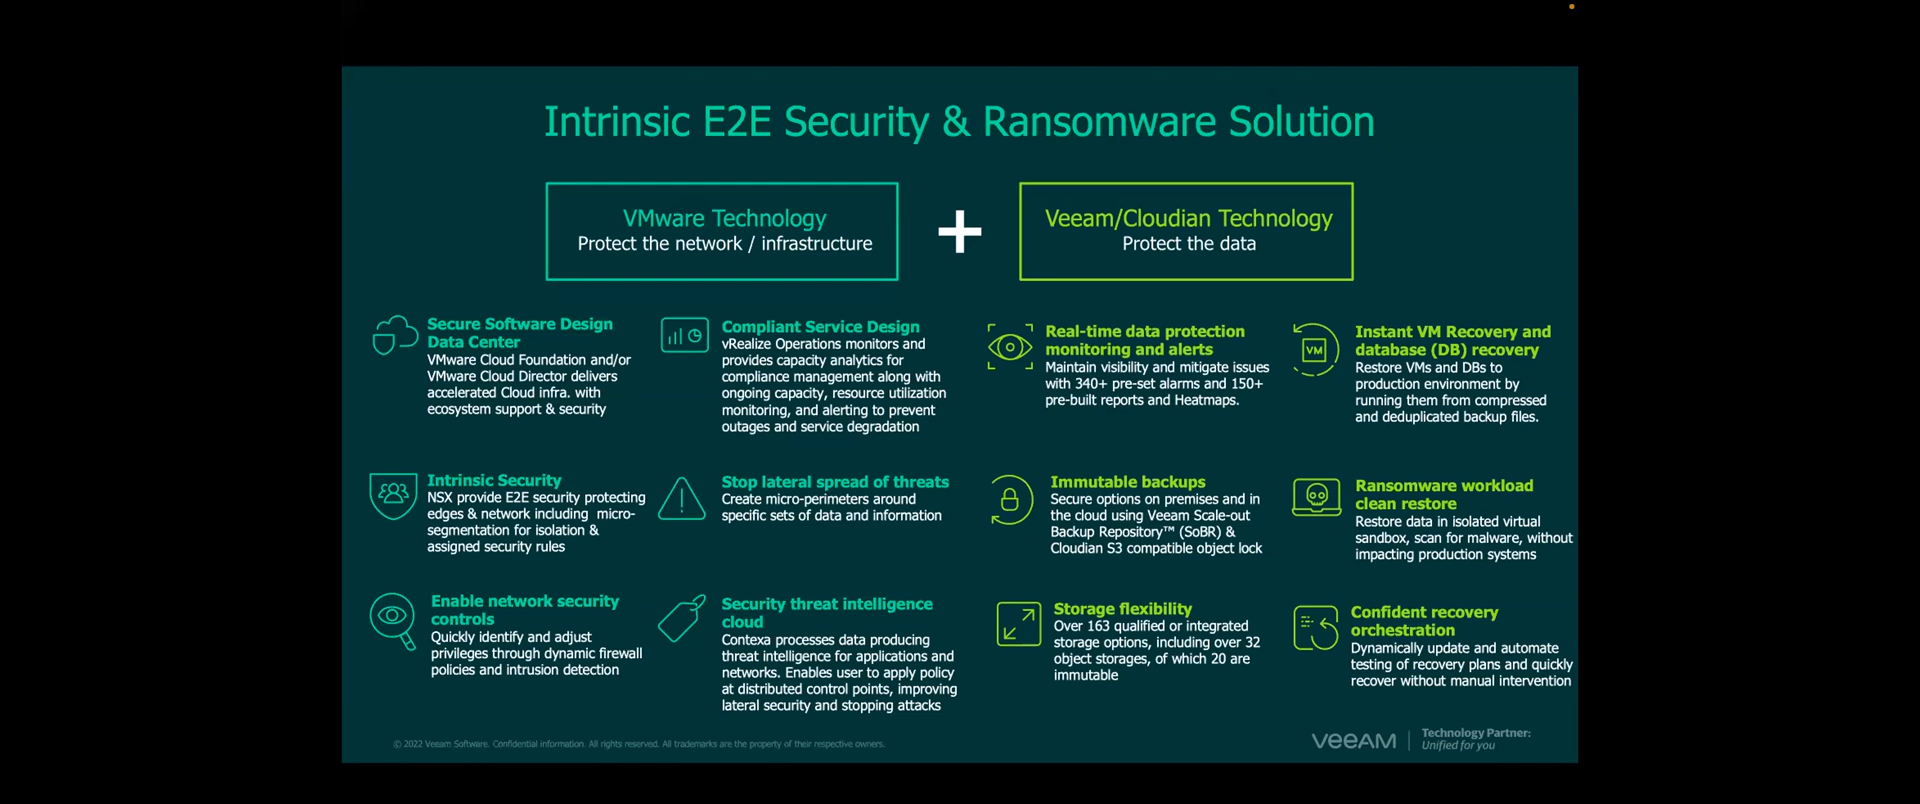 Intrinsic E2E Security & Ransomware Solution
VMware Technology
Protect the network / infrastructure
Veeam/Cloudian Technology
Protect the data
Secure Software Design
Data Center
VMware Cloud Foundation and/or
VMware Cloud Director delivers
accelerated Cloud infra. with
ecosystem support & security
Compliant Service Design
vRealize Operations monitors and
provides capacity analytics for
compliance management along with
ongoing capacity, resource utilization
monitoring, and alerting to prevent
outages and service degradation
Real-time data protection
monitoring and alerts
Maintain visibility and mitigate issues
with 340+ pre-set alarms and 150+
pre-built reports and Heatmaps.
VM
Instant VM Recovery and
database (DB) recovery
Restore VMs and DBs to
production environment by
running them from compressed
and deduplicated backup files.
Intrinsic Security
NSX provide E2E security protecting
edges & network including micro-
segmentation for isolation &
assigned security rules
Stop lateral spread of threats
Create micro-perimeters around
specific sets of data and information
Immutable backups
Secure options on premises and in
the cloud using Veeam Scale-out
Backup Repository™ (SoBR) &
Cloudian S3 compatible object lock
Ransomware workload
clean restore
Restore data in isolated virtual
sandbox, scan for malware, without
impacting production systems
Enable network security
controls
Quickly identify and adjust
privileges through dynamic firewall
policies and intrusion detection
Security threat intelligence
cloud
Contexa processes data producing
threat intelligence for applications and
networks. Enables user to apply policy
at distributed control points, improving
lateral security and stopping attacks
Storage flexibility
Over 163 qualified or integrated
storage options, including over 32
object storages, of which 20 are
immutable
Confident recovery
orchestration
Dynamically update and automate
testing of recovery plans and quickly
recover without manual intervention
© 2022 Veeam Software. Confidential information. All rights reserved. All trademarks are the property of their respective owners.
veeAM
Technology Partner:
Unified for you